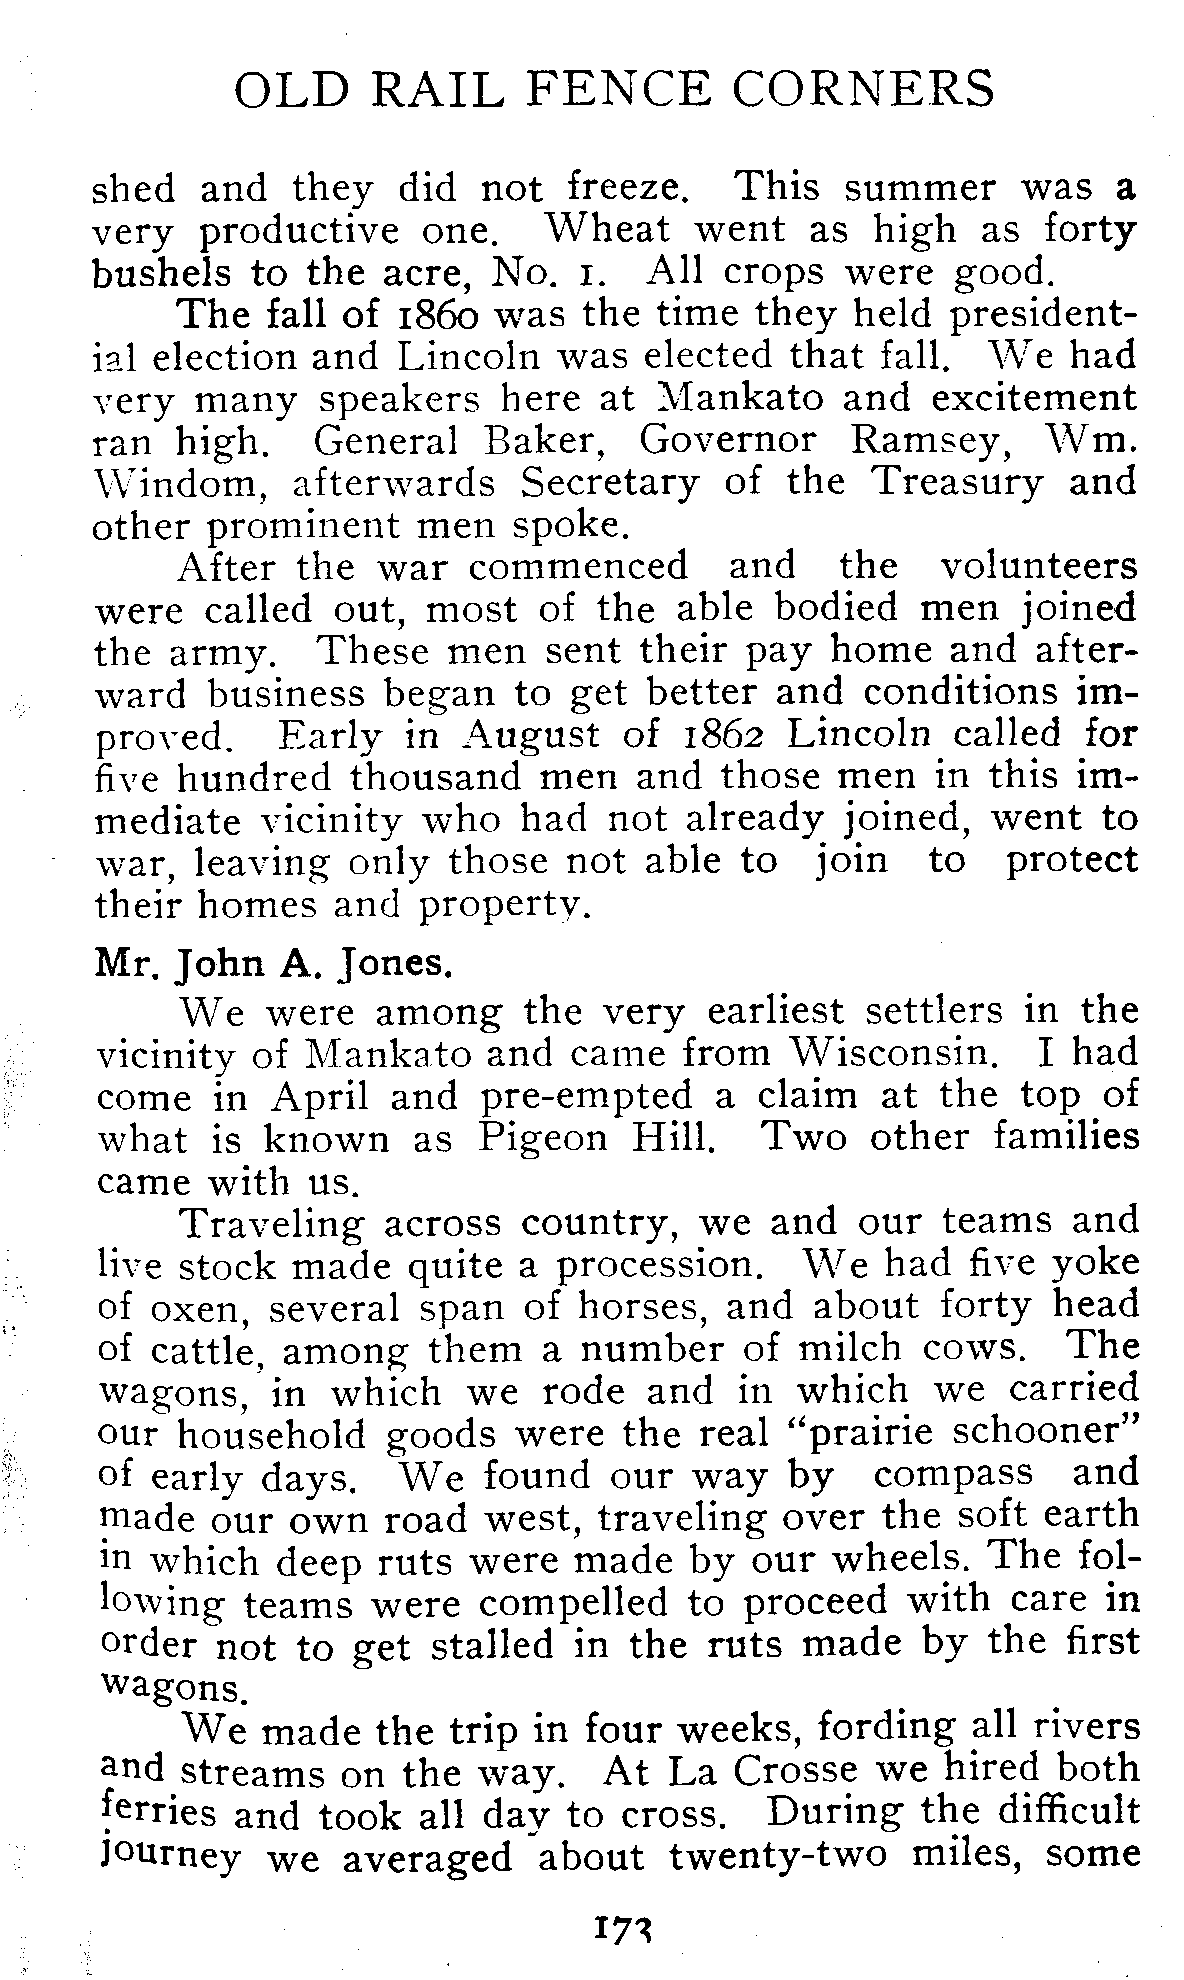 OLD RAIL FENCE CORNERS
shed and they did not freeze. This summer was a
very productive one. Wheat went as high as forty
bushels to the acre, No. 1. All crops were good.
The fall of 1860 was the time they held president-
ial election and Lincoln was elected that fall. We had
very many speakers here at Mankato and excitement
ran high. General Baker, Governor Ramsey, Wm.
Windom, afterwards Secretary of the Treasury and
other prominent men spoke.
After the war commenced and the volunteers
were called out, most of the able bodied men joined
the army. These men sent their pay home and after-
ward business began to get better and conditions im-
proved. Early in August of 1862 Lincoln called for
five hundred thousand men and those men in this im-
mediate vicinity who had not already joined, went to
war, leaving only those not able to join to protect
their homes and property.
Mr. John A. Jones.
We were among the very earliest settlers in the
vicinity of Mankato and came from Wisconsin. I had
come in April and pre-empted a claim at the top of
what is known as Pigeon Hill. Two other families
came with us.
Traveling across country, we and our teams and
live stock made quite a procession. We had five yoke
of oxen, several span of horses, and about forty head
of cattle, among them a number of milch cows. The
wagons, in which we rode and in which we carried
our household goods were the real "prairie schooner"
of early days. We found our way by compass and
made our own road west, traveling over the soft earth
in which deep ruts were made by our wheels. The fol-
lowing teams were compelled to proceed with care in
order not to get stalled in the ruts made by the first
wagons.
We made the trip in four weeks, fording all rivers
and streams on the way. At La Crosse we hired both
ferries and took all day to cross. During the difficult
journey we averaged about twenty-two miles, some
173